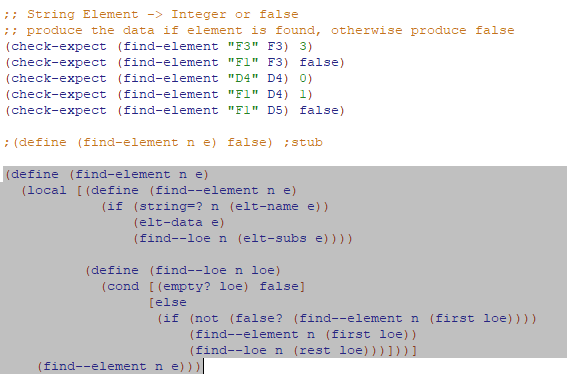 ;; String Element -> Integer or false
;; produce the data if element is found, otherwise produce false
(check-expect (find-element "F3" F3) 3)
(check-expect (find-element "F1" F3) false)
(check-expect (find-element "D4" D4) 0)
(check-expect (find-element "F1" D4) 1)
(check-expect (find-element "F1" D5) false)
;(define (find-element n e) false) ;stub
(define (find-element n e)
(local [(define (find--element n e)
(if (string=? n (elt-name e))
(elt-data e)
(find--loe n (elt-subs e))))
(define (find--loe n loe)
(cond [(empty? loe) false]
[else
(if (not (false? (find--element n (first loe))))
(find--element n (first loe))
(find--loe n (rest loe)))]))]
(find--element n e)))